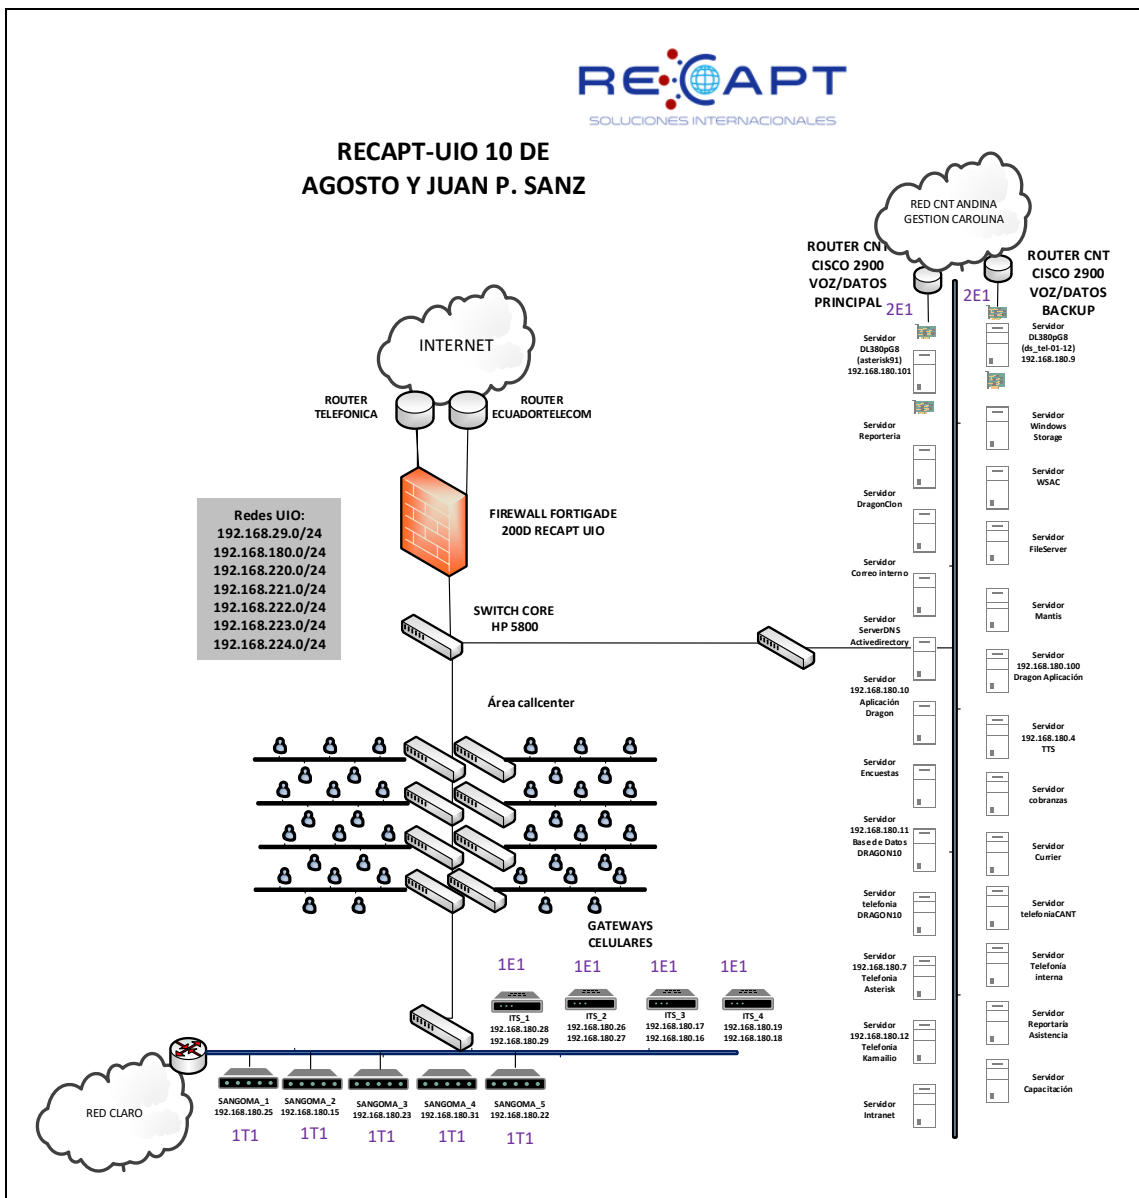 RECAPT
SOLUCIONES INTERNACIONALES
RECAPT-UIO 10 DE
AGOSTO Y JUAN P. SANZ
RED CNT ANDINA
GESTION CAROLINA
ROUTER CNT
CISCO 2900
VOZ/DATOS
PRINCIPAL
2E1
ROUTER CNT
CISCO 2900
VOZ/DATOS
BACKUP
2E1
INTERNET
ROUTER
TELEFONICA
ROUTER
ECUADORTELECOM
FIREWALL FORTIGADE
200D RECAPT UIO
Redes UIO:
192.168.29.0/24
192.168.180.0/24
192.168.220.0/24
192.168.221.0/24
192.168.222.0/24
192.168.223.0/24
192.168.224.0/24
SWITCH CORE
HP 5800
Área callcenter
Servidor
DL380pG8
(asterisk91)
192.168.180.101
Servidor
Reporteria
Servidor
DragonClon
Servidor
Correo interno
Servidor
ServerDNS
Activedirectory
Servidor
192.168.180.10
Aplicación
Dragon
Servidor
Encuestas
Servidor
192.168.180.11
Base de Datos
DRAGON10
Servidor
telefonia
DRAGON10
Servidor
192.168.180.7
Telefonia
Asterisk
Servidor
192.168.180.12
Telefonía
Kamailio
Servidor
Intranet
Servidor
DL380pG8
(ds_tel-01-12)
192.168.180.9
Servidor
Windows
Storage
Servidor
WSAC
Servidor
FileServer
Servidor
Mantis
Servidor
192.168.180.100
Dragon Aplicación
Servidor
192.168.180.4
TTS
Servidor
cobranzas
Servidor
Currier
Servidor
telefoniaCANT
Servidor
Telefonía
interna
Servidor
Reportaría
Asistencia
Servidor
Capacitación
GATEWAYS
CELULARES
1E1
1E1
1E1
1E1
ITS_1
192.168.180.28
192.168.180.29
ITS_2
192.168.180.26
192.168.180.27
ITS_3
192.168.180.17
192.168.180.16
ITS_4
192.168.180.19
192.168.180.18
RED CLARO
SANGOMA_1
192.168.180.25
1T1
SANGOMA_2
192.168.180.15
1T1
SANGOMA_3
192.168.180.23
1T1
SANGOMA_4
192.168.180.31
1T1
SANGOMA_5
192.168.180.22
1T1